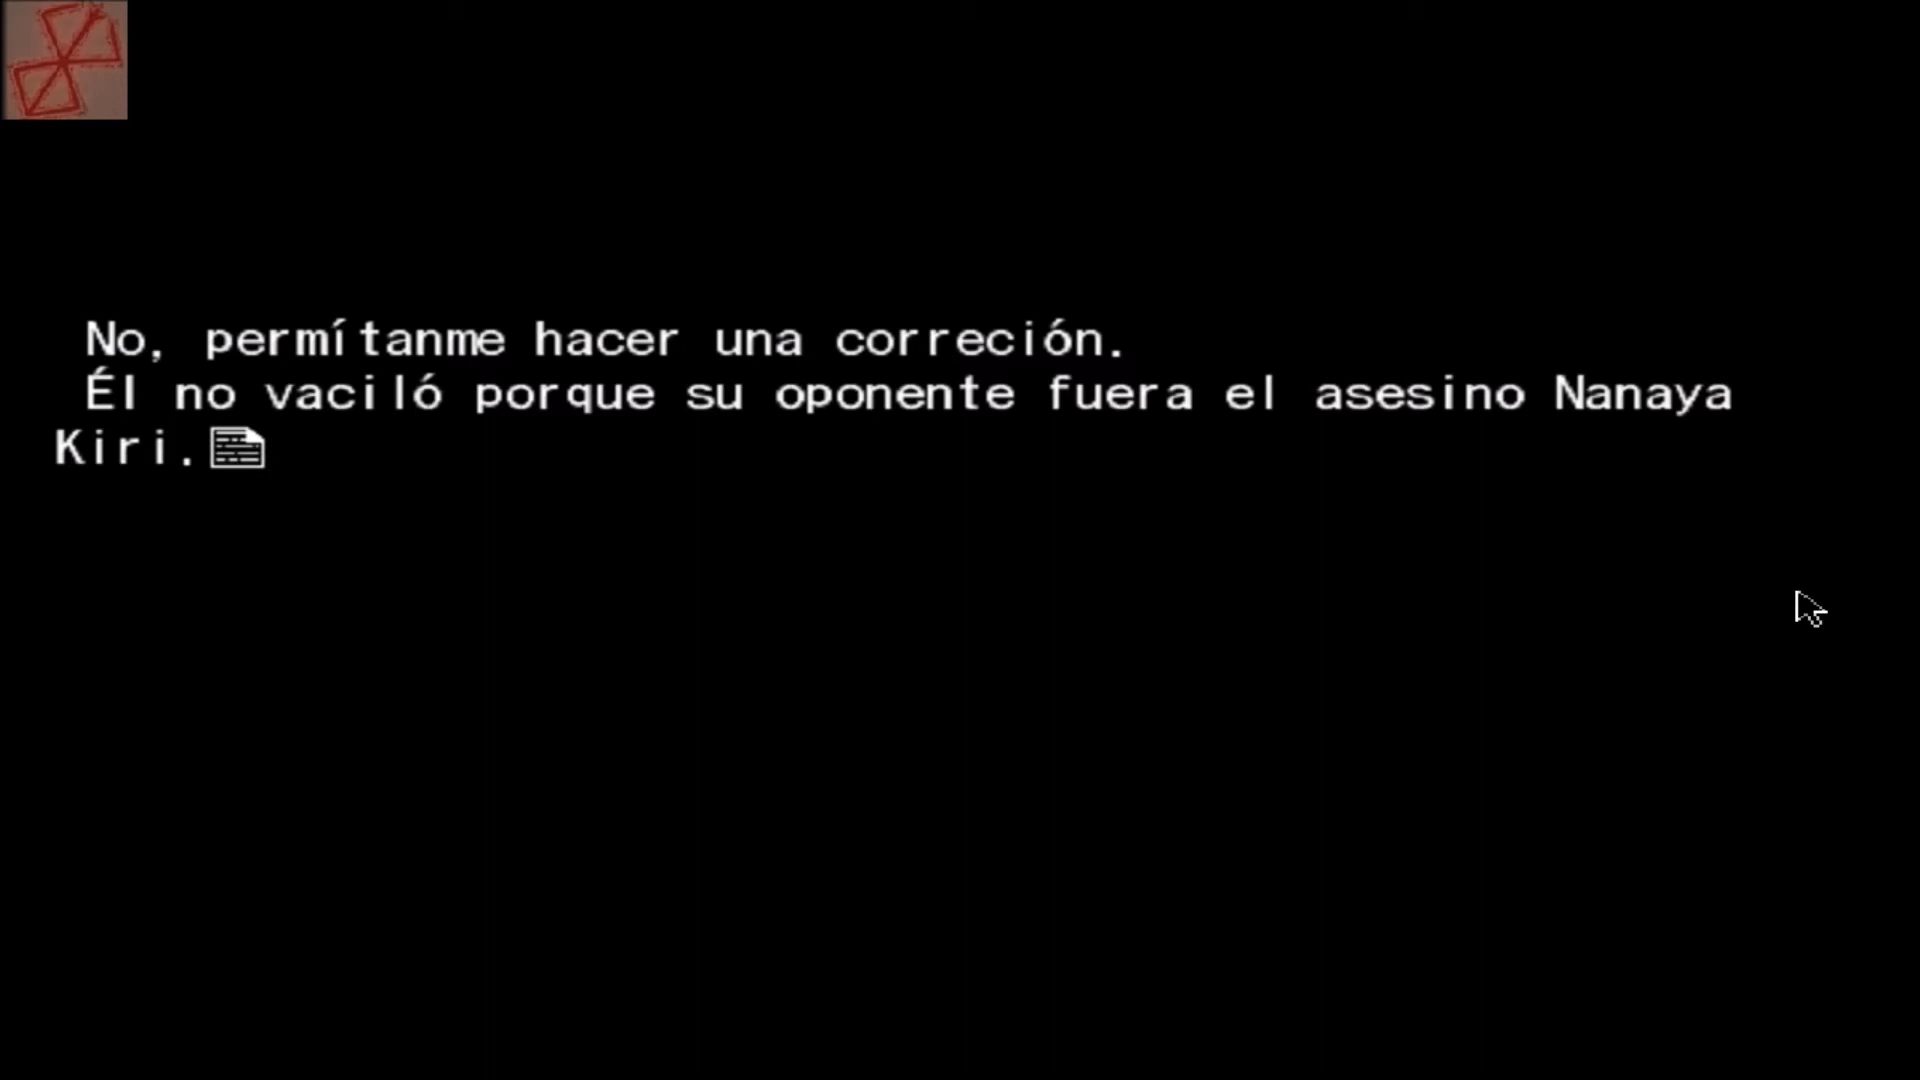 No, permítanme hacer una correción.
Él no vaciló porque su oponente fuera el asesino Nanaya
Kiri.